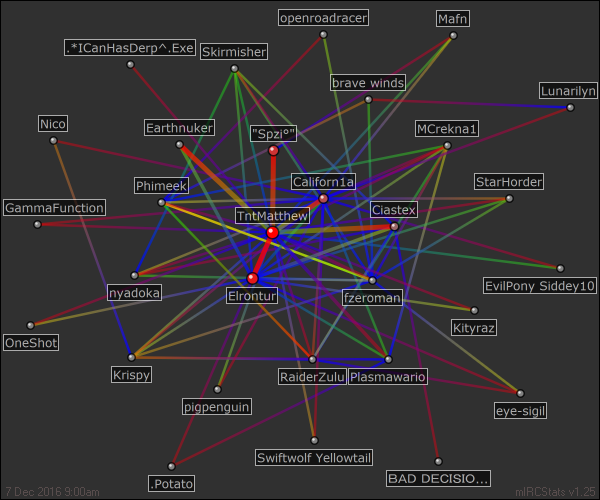 openroadracer
Mafn
.*ICanHasDerp^.Exe
Skirmisher
brave winds
Lunarilyn
Nico
Earthnuker
"Spzi°"
MCrekna1
Phimeek
Californ1a
StarHorder
GammaFunction
TntMatthew
Ciastex
nyadoka
Elrontur
fzeroman
EvilPony Siddey10
OneShot
Kityraz
Krispy
RaiderZulu
Plasmawario
pigpenguin
eye-sigil
Swiftwolf Yellowtail
.Potato
BAD DECISIO...
7 Dec 2016 9:00am
mIRCStats v1.25